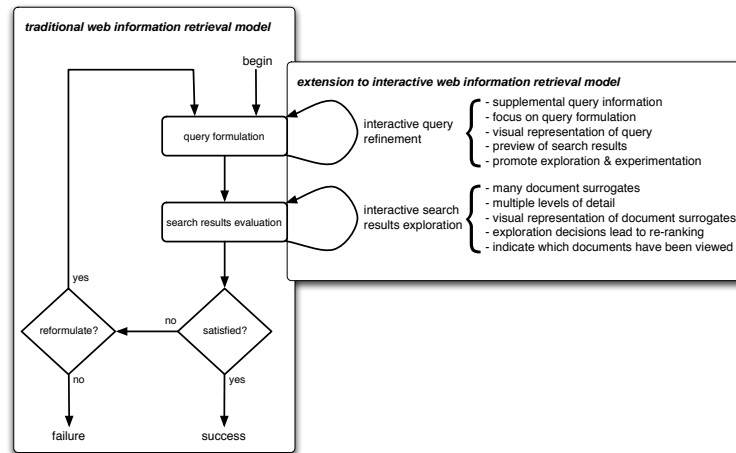 traditional web information retrieval model
begin
extension to interactive web information retrieval model
query formulation
interactive query
refinement
- supplemental query information
- focus on query formulation
- visual representation of query
- preview of search results
- promote exploration & experimentation
search results evaluation
interactive search
results exploration
- many document surrogates
- multiple levels of detail
- visual representation of document surrogates
- exploration decisions lead to re-ranking
- indicate which documents have been viewed
yes
reformulate?
no
satisfied?
no
yes
failure
success